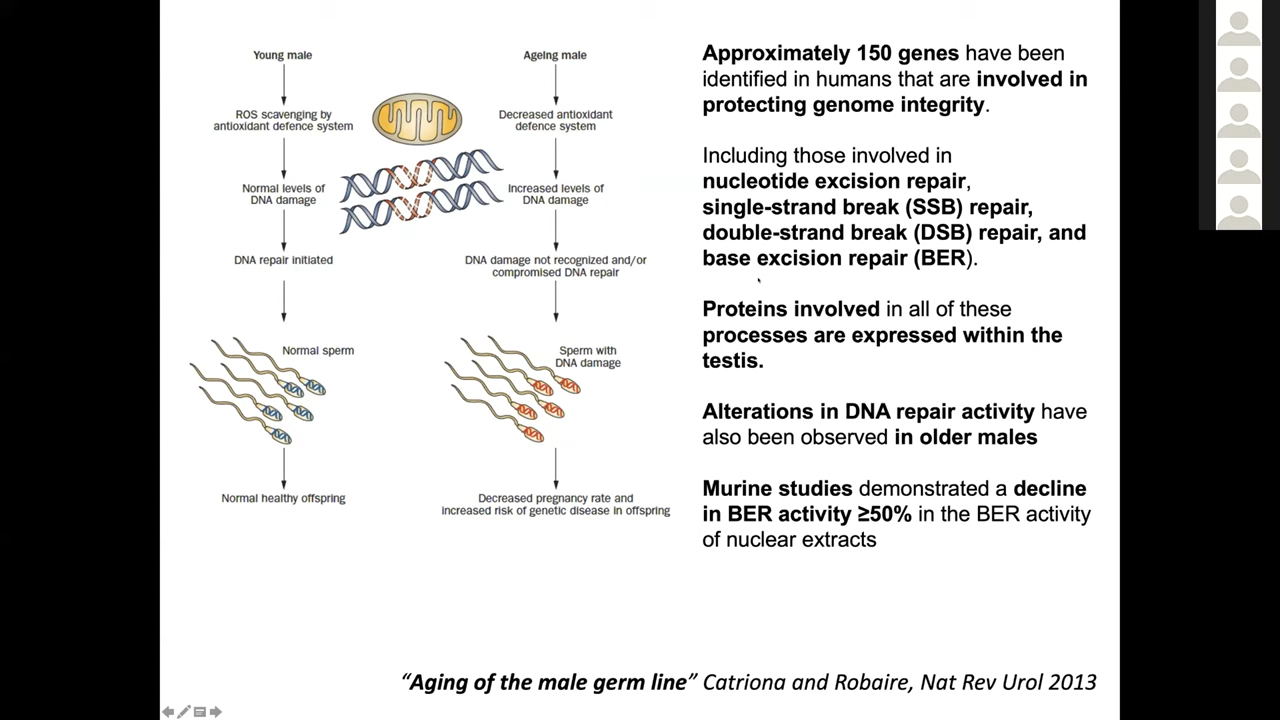 Young male
ROS scavenging by
antioxidant defence system
Normal levels of
DNA damage
DNA repair initiated
Normal sperm
Normal healthy offspring
Ageing male
Decreased antioxidant
defence system
Increased levels of
DNA damage
DNA damage not recognized and/or
compromised DNA repair
Sperm with
DNA damage
Decreased pregnancy rate and
increased risk of genetic disease in offspring
Approximately 150 genes have been
identified in humans that are involved in
protecting genome integrity.
Including those involved in
nucleotide excision repair,
single-strand break (SSB) repair,
double-strand break (DSB) repair, and
base excision repair (BER).
Proteins involved in all of these
processes are expressed within the
testis.
Alterations in DNA repair activity have
also been observed in older males
Murine studies demonstrated a decline
in BER activity ≥50% in the BER activity
of nuclear extracts
“Aging of the male germ line” Catriona and Robaire, Nat Rev Urol 2013